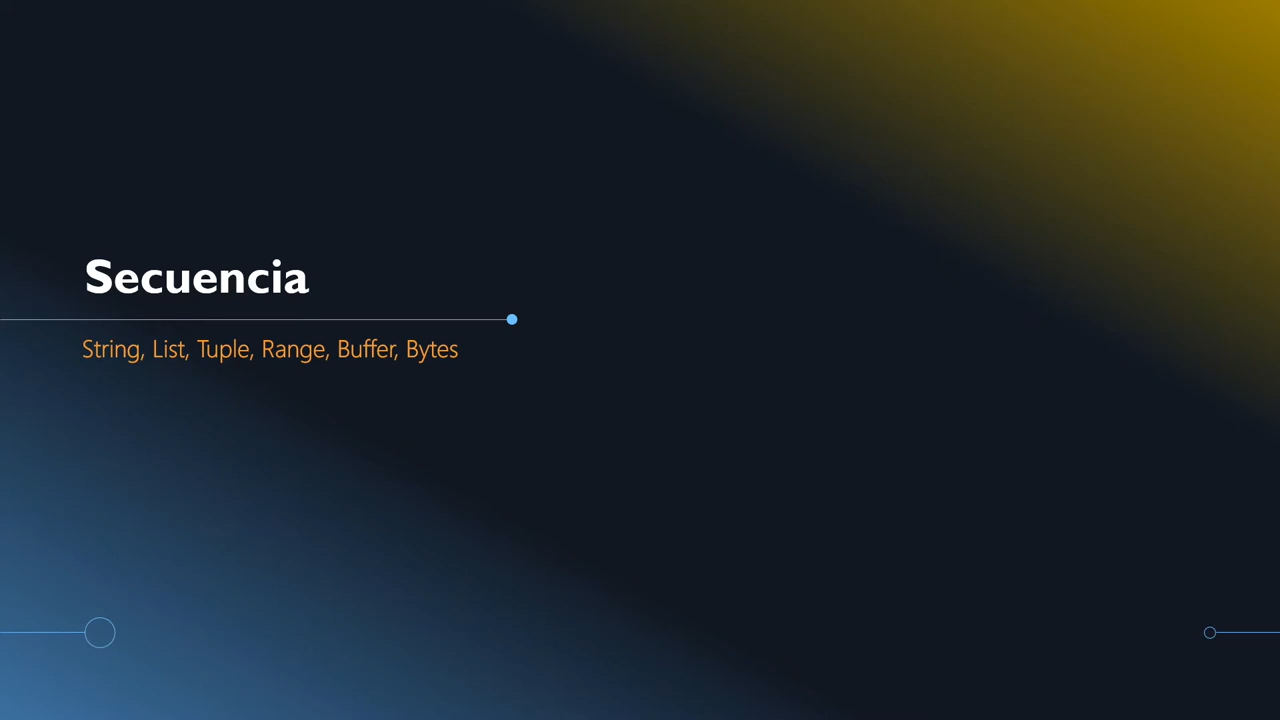 Secuencia
String, List, Tuple, Range, Buffer, Bytes